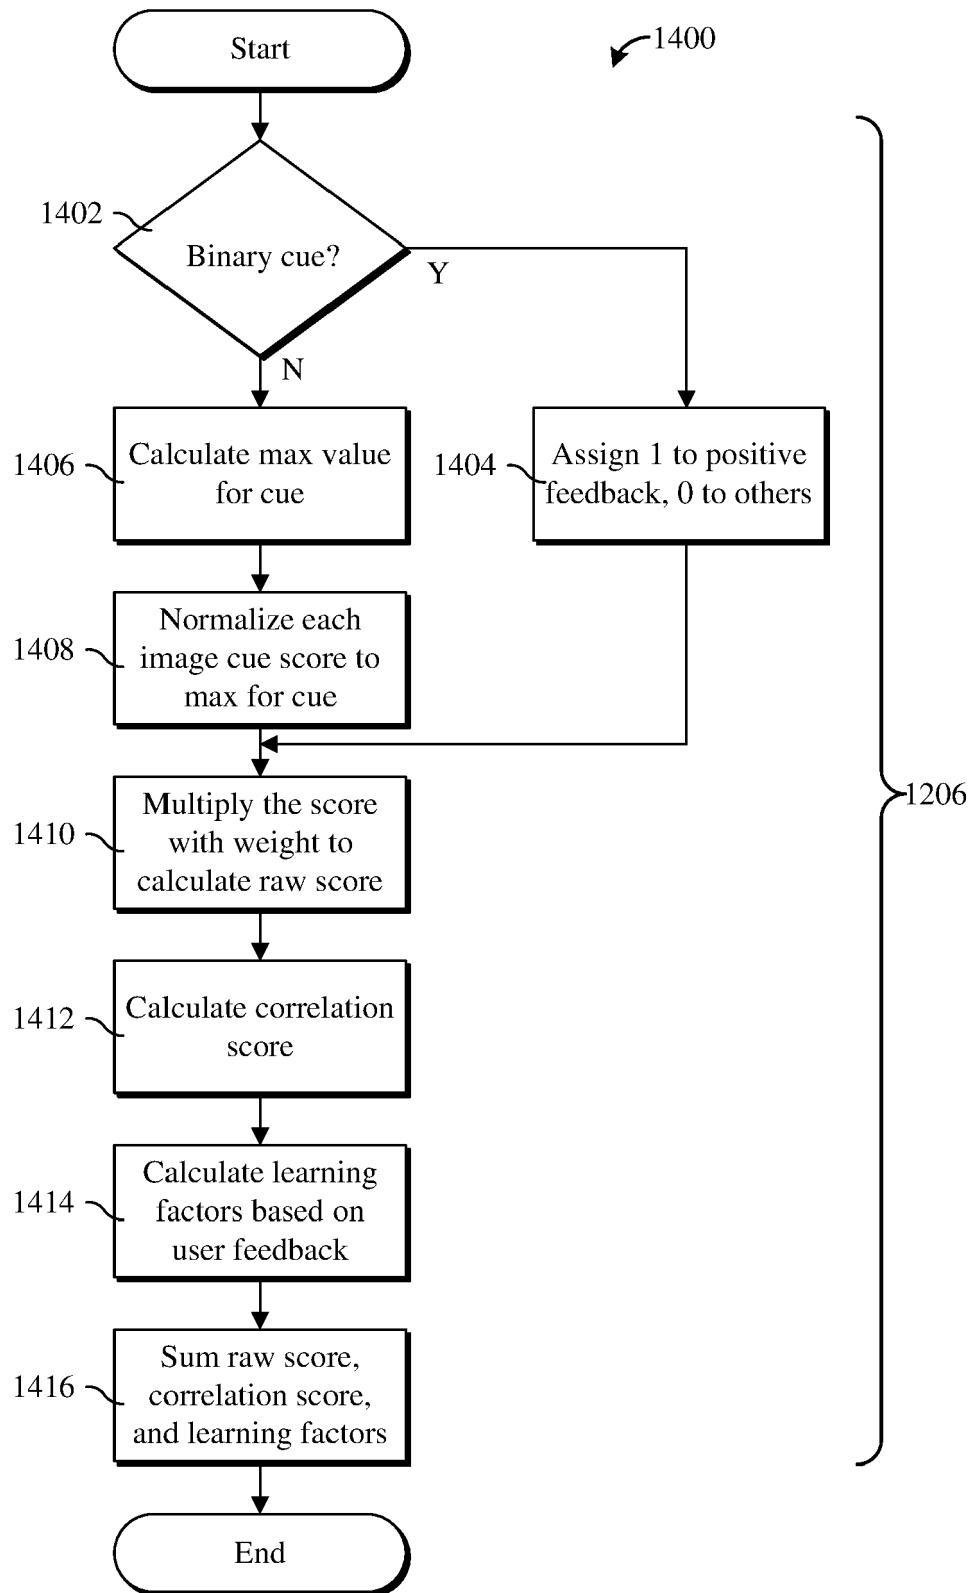 Start
1400
1402
Binary cue?
Y
N
1406
Calculate max value
for cue
1404
Assign 1 to positive
feedback, 0 to others
1408
Normalize each
image cue score to
max for cue
1206
1410
Multiply the score
with weight to
calculate raw score
1412
Calculate correlation
score
1414
Calculate learning
factors based on
user feedback
1416
Sum raw score,
correlation score,
and learning factors
End